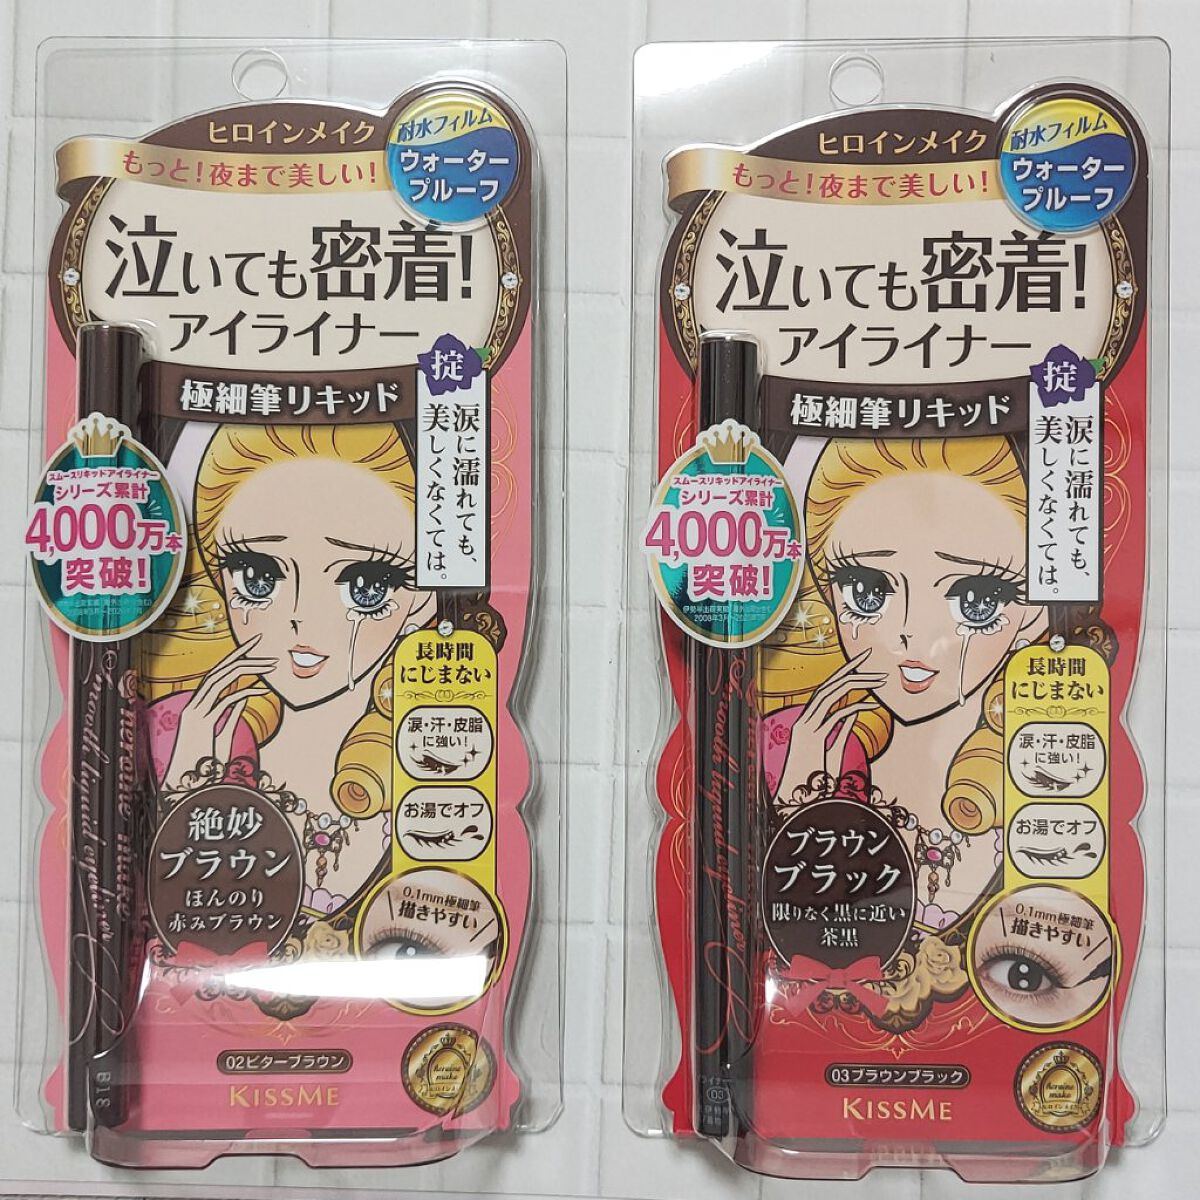 ヒロインメイク
もっと!夜まで美しい!
耐水フィルム
ウォーター
プルーフ
泣いても密着!
アイライナー
極細筆リキッド
掟
涙に濡れても、
美しくなくては。
スムースリキッドアイライナー
シリーズ累計
4,000万本
突破!
長時間
にじまない
涙・汗・皮脂
に強い!
お湯でオフ
0.1mm極細筆
描きやすい
絶妙
ブラウン
ほんのり
赤みブラウン
heroine make
Smooth liquid eyeliner
B18
02ビターブラウン
KISSME
heroine
make
ヒロインメイク
もっと!夜まで美しい!
耐水フィルム
ウォーター
プルーフ
泣いても密着!
アイライナー
極細筆リキッド
掟
涙に濡れても、
美しくなくては。
スムースリキッドアイライナー
シリーズ累計
4,000万本
突破!
長時間
にじまない
涙・汗・皮脂
に強い!
お湯でオフ
0.1mm極細筆
描きやすい
ブラウン
ブラック
限りなく黒に近い
茶黒
Smooth liquid eyeliner
03
03ブラウンブラック
KISSME
heroine
make